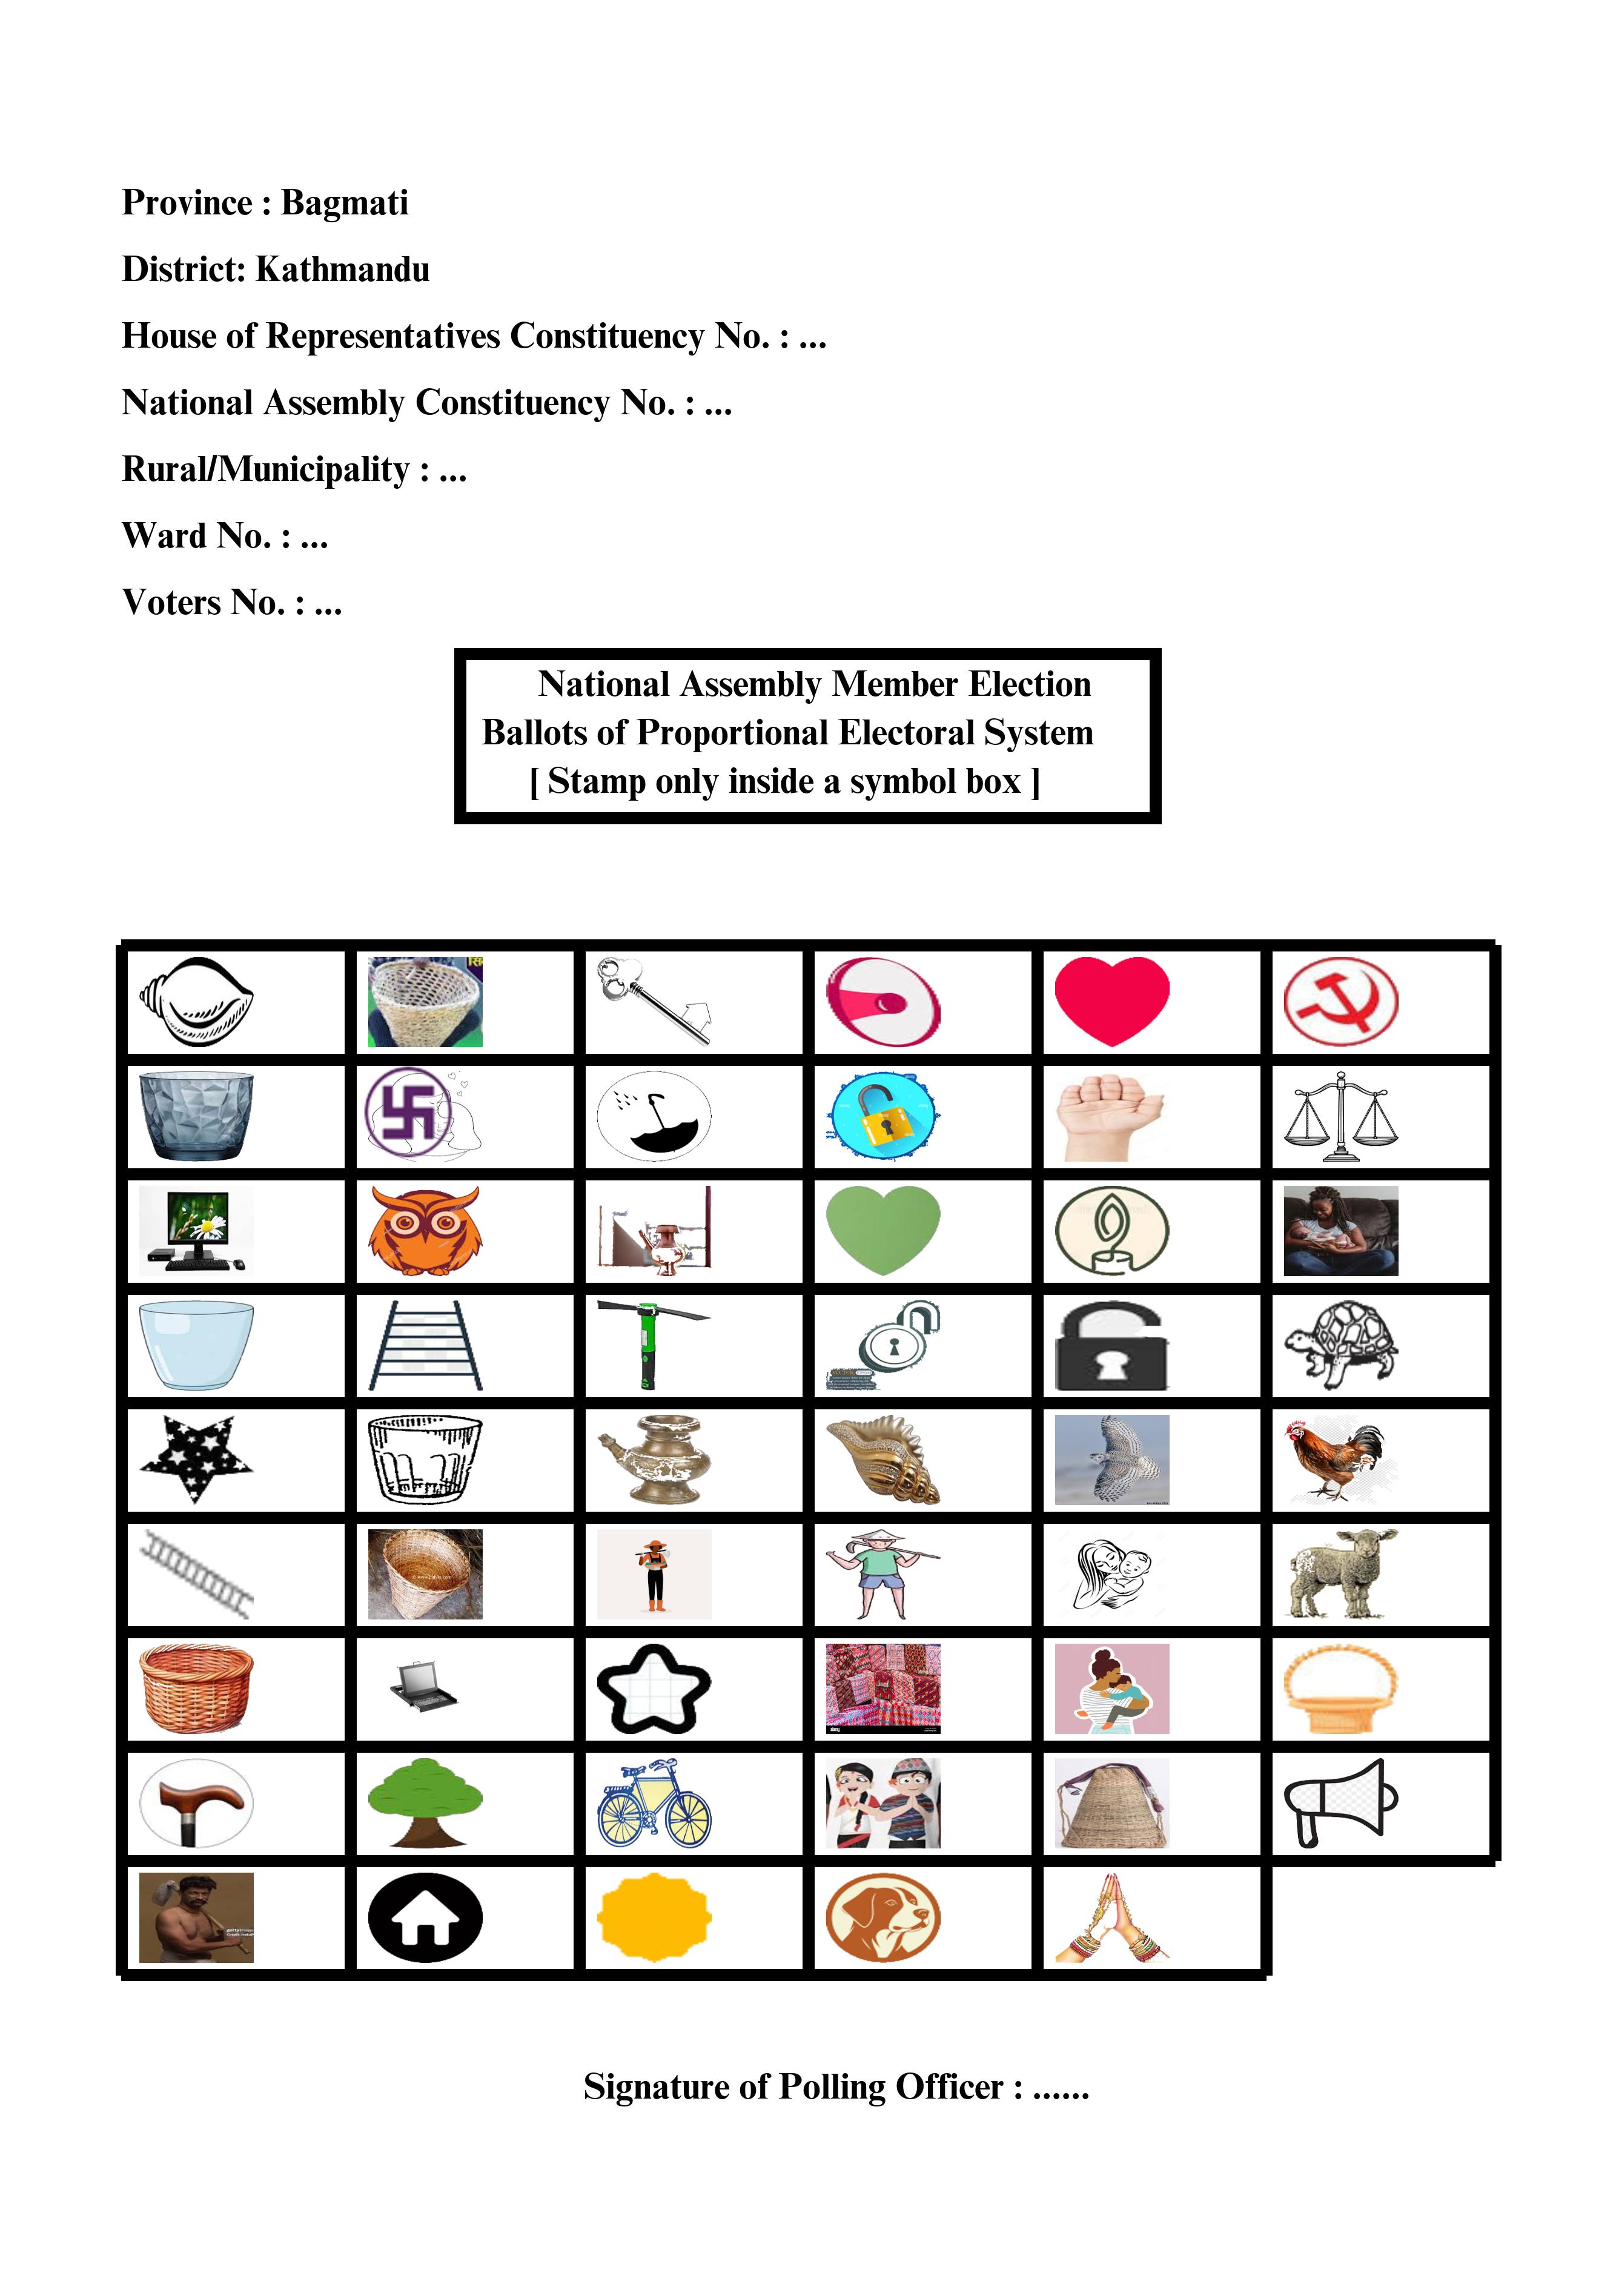 Province : Bagmati
District: Kathmandu
House of Representatives Constituency No. : ...
National Assembly Constituency No. : ...
Rural/Municipality : ...
Ward No. : ...
Voters No. : ...
National Assembly Member Election
Ballots of Proportional Electoral System
[ Stamp only inside a symbol box ]
Signature of Polling Officer : ......